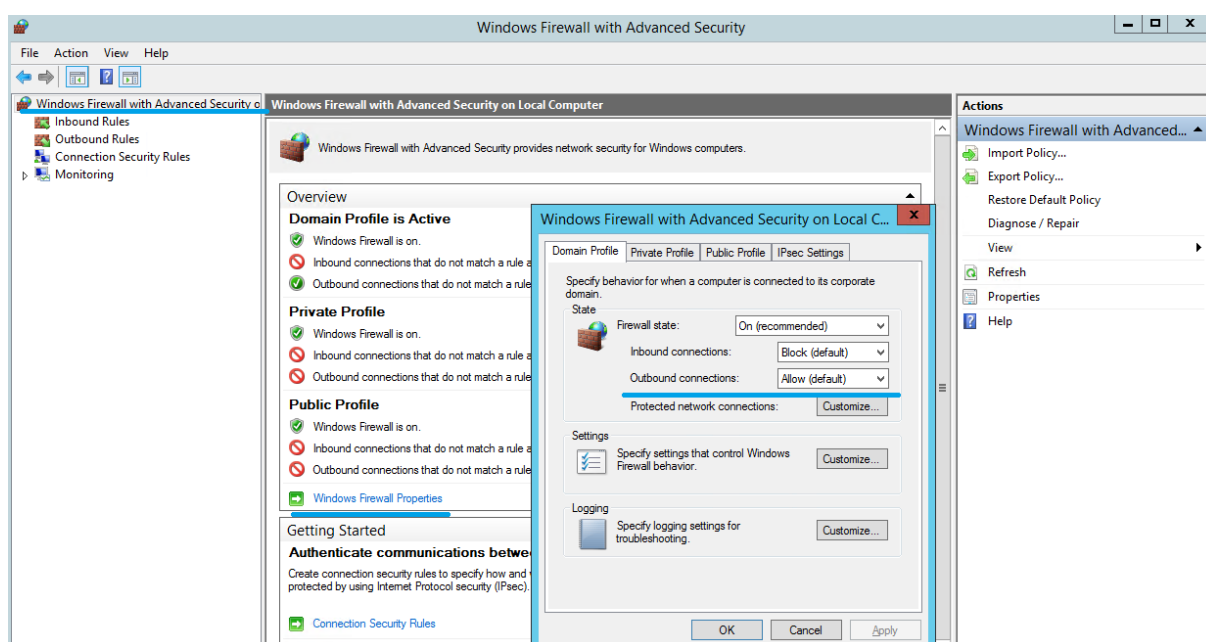 Windows Firewall with Advanced Security
File Action View Help
Windows Firewall with Advanced Security o
Inbound Rules
Outbound Rules
Connection Security Rules
Monitoring
Windows Firewall with Advanced Security on Local Computer
Windows Firewall with Advanced Security provides network security for Windows computers.
Overview
Domain Profile is Active
Windows Firewall is on.
Inbound connections that do not match a rule a
Outbound connections that do not match a rule
Private Profile
Windows Firewall is on.
Inbound connections that do not match a rule a
Outbound connections that do not match a rule
Public Profile
Windows Firewall is on.
Inbound connections that do not match a rule a
Outbound connections that do not match a rule
Windows Firewall Properties
Getting Started
Authenticate communications betwe
Create connection security rules to specify how and
protected by using Internet Protocol security (IPsec).
Connection Security Rules
Windows Firewall with Advanced Security on Local C...
Domain Profile Private Profile Public Profile IPsec Settings
Specify behavior for when a computer is connected to its corporate
domain.
State
Firewall state: On (recommended)
Inbound connections: Block (default)
Outbound connections: Allow (default)
Protected network connections: Customize...
Settings
Specify settings that control Windows
Firewall behavior.
Customize...
Logging
Specify logging settings for
troubleshooting.
Customize...
OK Cancel Apply
Actions
Windows Firewall with Advanced...
Import Policy...
Export Policy...
Restore Default Policy
Diagnose / Repair
View
Refresh
Properties
Help